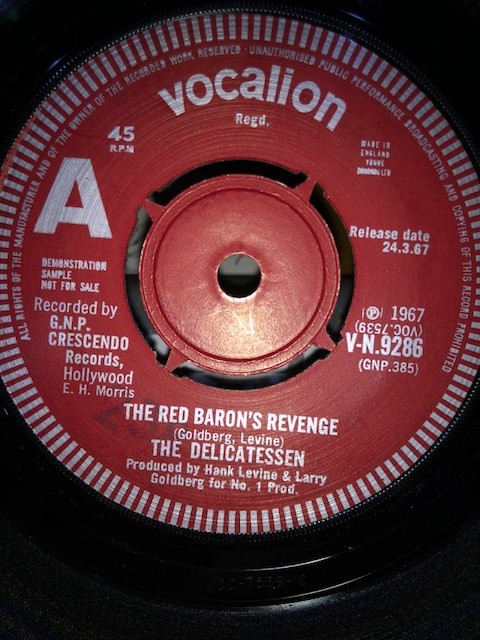 ALL RIGHTS OF THE MANUFACTURER AND OF THE OWNER OF THE RECORDED WORK RESERVED · UNAUTHORISED PUBLIC PERFORMANCE BROADCASTING AND COPYING OF THIS RECORD PROHIBITED
vocalion
Regd.
45
R.P.M
MADE IN
ENGLAND
A
Release date
24.3.67
DEMONSTRATION
SAMPLE
NOT FOR SALE
Recorded by
G.N.P.
CRESCENDO
Records,
Hollywood
E. H. Morris
Ⓟ 1967
(VOC.7539)
V-N.9286
(GNP.385)
THE RED BARON'S REVENGE
(Goldberg, Levine)
THE DELICATESSEN
Produced by Hank Levine & Larry
Goldberg for No. 1 Prod.